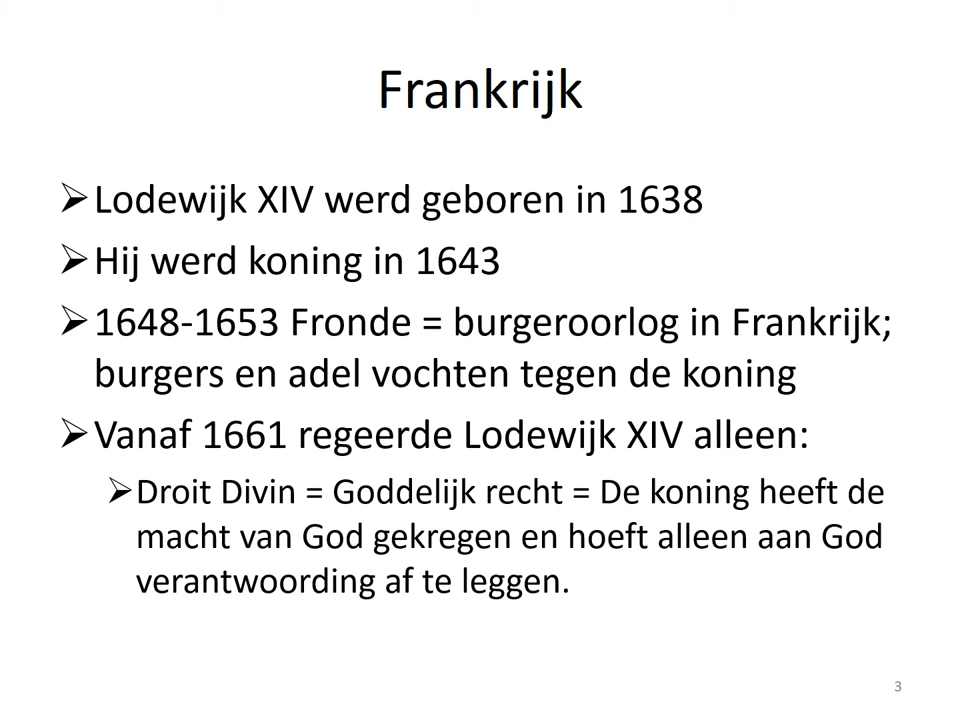 Frankrijk
➢Lodewijk XIV werd geboren in 1638
➢Hij werd koning in 1643
➢1648-1653 Fronde = burgeroorlog in Frankrijk;
burgers en adel vochten tegen de koning
➢Vanaf 1661 regeerde Lodewijk XIV alleen:
➢Droit Divin = Goddelijk recht = De koning heeft de
macht van God gekregen en hoeft alleen aan God
verantwoording af te leggen.
3